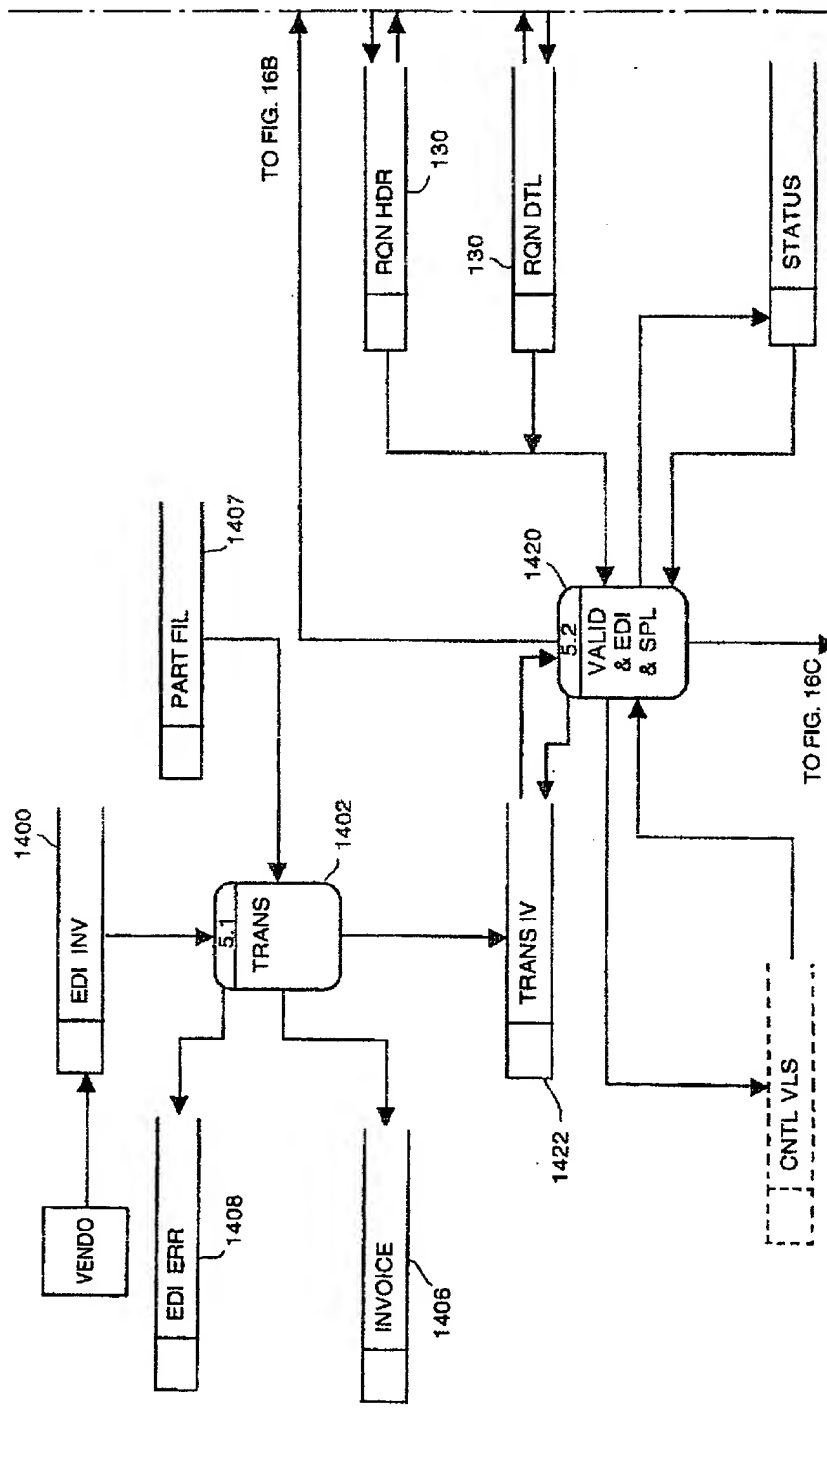 VENDO
EDI INV
1400
EDI ERR
1408
5.1
TRANS
1402
PART FIL
1407
INVOICE
1406
TO FIG. 16B
RQN HDR
130
TRANS IV
1422
RQN DTL
130
5.2
VALID
& EDI
& SPL
1420
CNTL VLS
STATUS
TO FIG. 16C